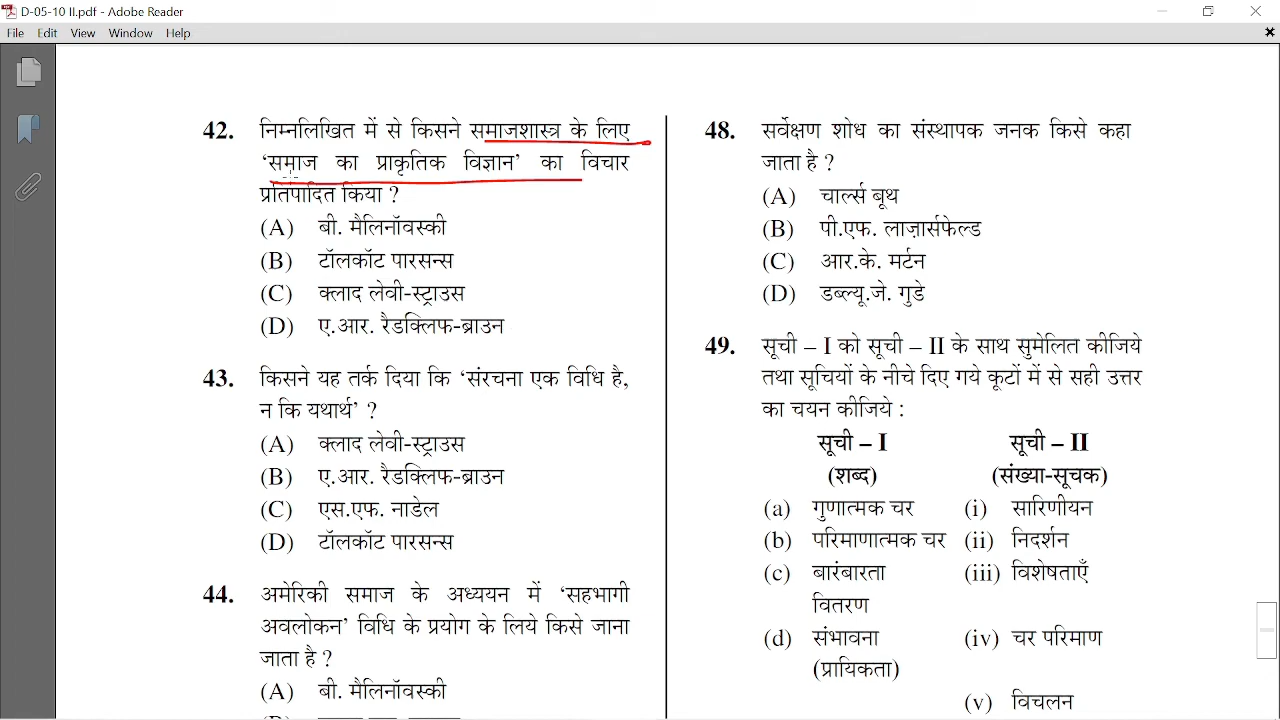 D-05-10 II.pdf - Adobe Reader
File Edit View Window Help
42. निम्नलिखित में से किसने समाजशास्त्र के लिए
‘समाज का प्राकृतिक विज्ञान’ का विचार
प्रतिपादित किया ?
(A) बी. मैलिनॉवस्की
(B) टॉलकॉट पारसन्स
(C) क्लाद लेवी-स्ट्राउस
(D) ए.आर. रैडक्लिफ-ब्राउन
43. किसने यह तर्क दिया कि ‘संरचना एक विधि है,
न कि यथार्थ’ ?
(A) क्लाद लेवी-स्ट्राउस
(B) ए.आर. रैडक्लिफ-ब्राउन
(C) एस.एफ. नाडेल
(D) टॉलकॉट पारसन्स
44. अमेरिकी समाज के अध्ययन में ‘सहभागी
अवलोकन’ विधि के प्रयोग के लिये किसे जाना
जाता है ?
(A) बी. मैलिनॉवस्की
48. सर्वेक्षण शोध का संस्थापक जनक किसे कहा
जाता है ?
(A) चार्ल्स बूथ
(B) पी.एफ. लाज़ार्सफेल्ड
(C) आर.के. मर्टन
(D) डब्ल्यू.जे. गुडे
49. सूची – I को सूची – II के साथ सुमेलित कीजिये
तथा सूचियों के नीचे दिए गये कूटों में से सही उत्तर
का चयन कीजिये :
सूची – I सूची – II
(शब्द) (संख्या-सूचक)
(a) गुणात्मक चर (i) सारिणीयन
(b) परिमाणात्मक चर (ii) निदर्शन
(c) बारंबारता (iii) विशेषताएँ
वितरण
(d) संभावना (iv) चर परिमाण
(प्रायिकता)
(v) विचलन